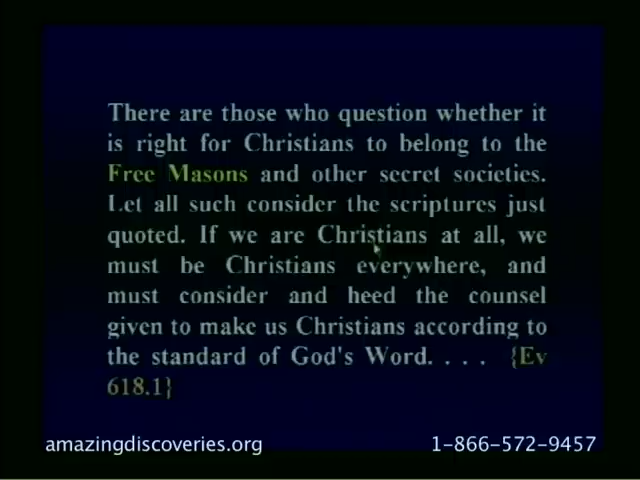 There are those who question whether it
is right for Christians to belong to the
Free Masons and other secret societies.
Let all such consider the scriptures just
quoted. If we are Christians at all, we
must be Christians everywhere, and
must consider and heed the counsel
given to make us Christians according to
the standard of God's Word. . . . {Ev
618.1}
amazingdiscoveries.org 1-866-572-9457